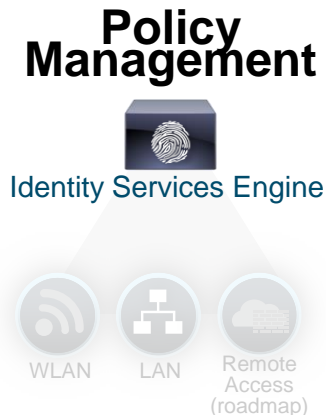 Policy
Management
Identity Services Engine
WLAN
LAN
Remote
Access
(roadmap)